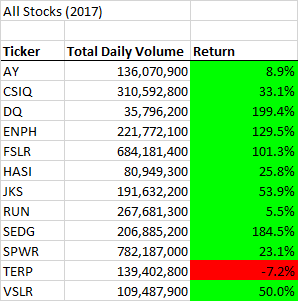 All Stocks (2017)
Ticker Total Daily Volume Return
AY 136,070,900 8.9%
CSIQ 310,592,800 33.1%
DQ 35,796,200 199.4%
ENPH 221,772,100 129.5%
FSLR 684,181,400 101.3%
HASI 80,949,300 25.8%
JKS 191,632,200 53.9%
RUN 267,681,300 5.5%
SEDG 206,885,200 184.5%
SPWR 782,187,000 23.1%
TERP 139,402,800 -7.2%
VSLR 109,487,900 50.0%